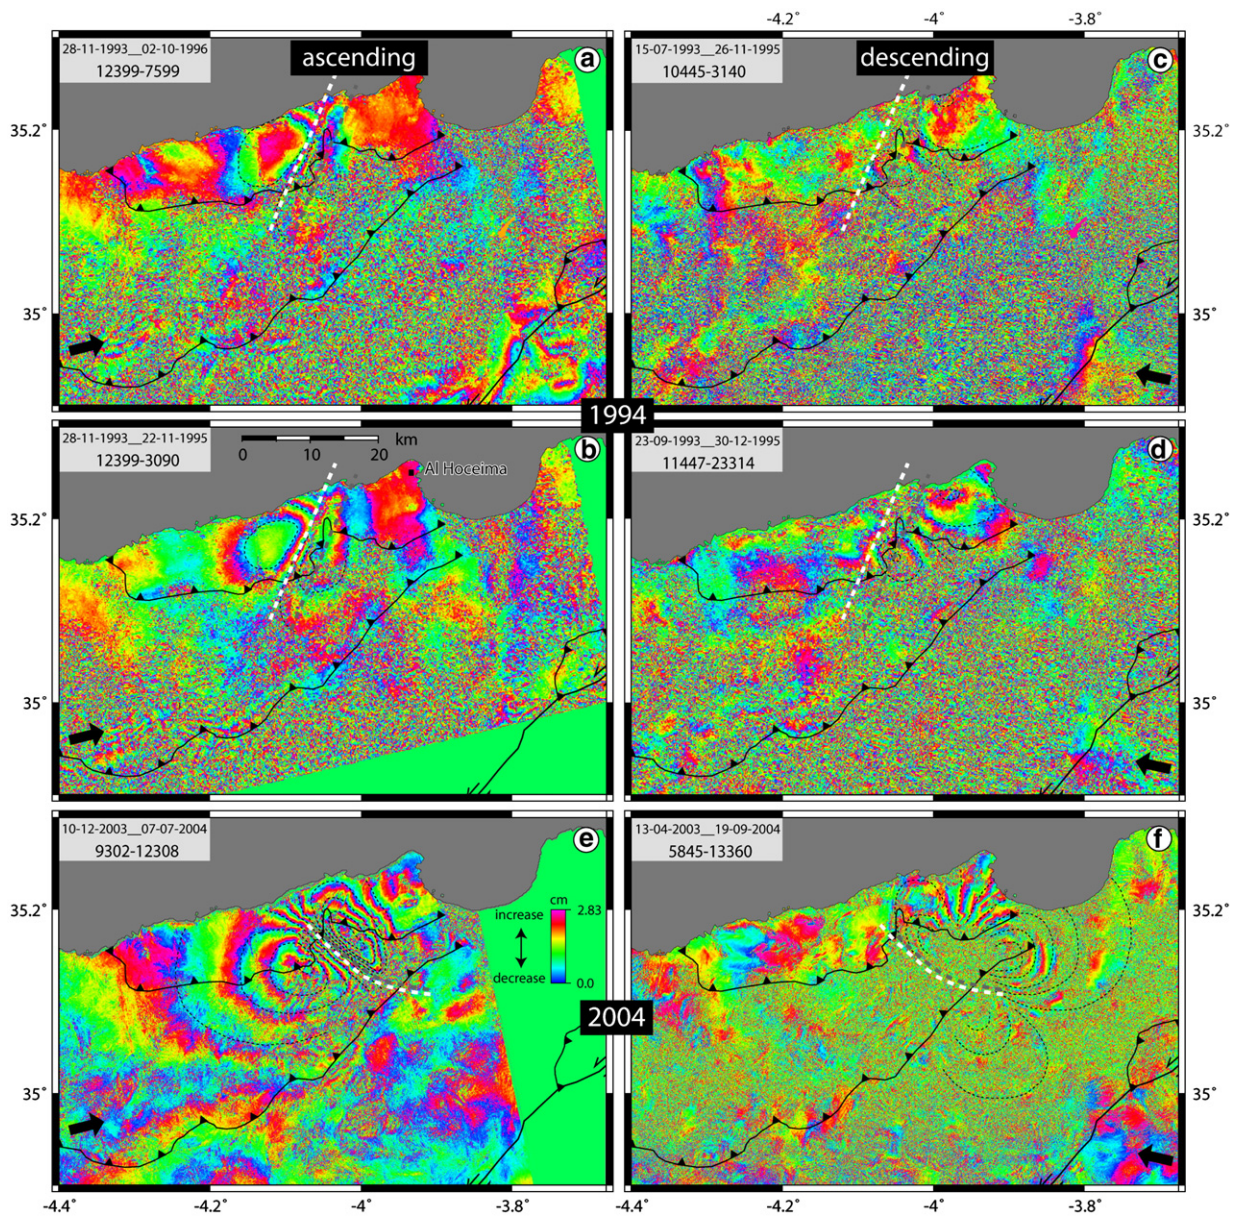 -4.2° -4° -3.8°
28-11-1993__02-10-1996
12399-7599
ascending
a
15-07-1993__26-11-1995
10445-3140
descending
c
35.2°
35.2°
35°
35°
1994
28-11-1993__22-11-1995
12399-3090
km
0 10 20
Al Hoceima
b
23-09-1993__30-12-1995
11447-23314
d
35.2°
35.2°
35°
35°
10-12-2003__07-07-2004
9302-12308
e
13-04-2003__19-09-2004
5845-13360
f
35.2°
35.2°
cm
increase 2.83
decrease 0.0
2004
35°
35°
-4.4° -4.2° -4° -3.8°
-4.2° -4° -3.8°